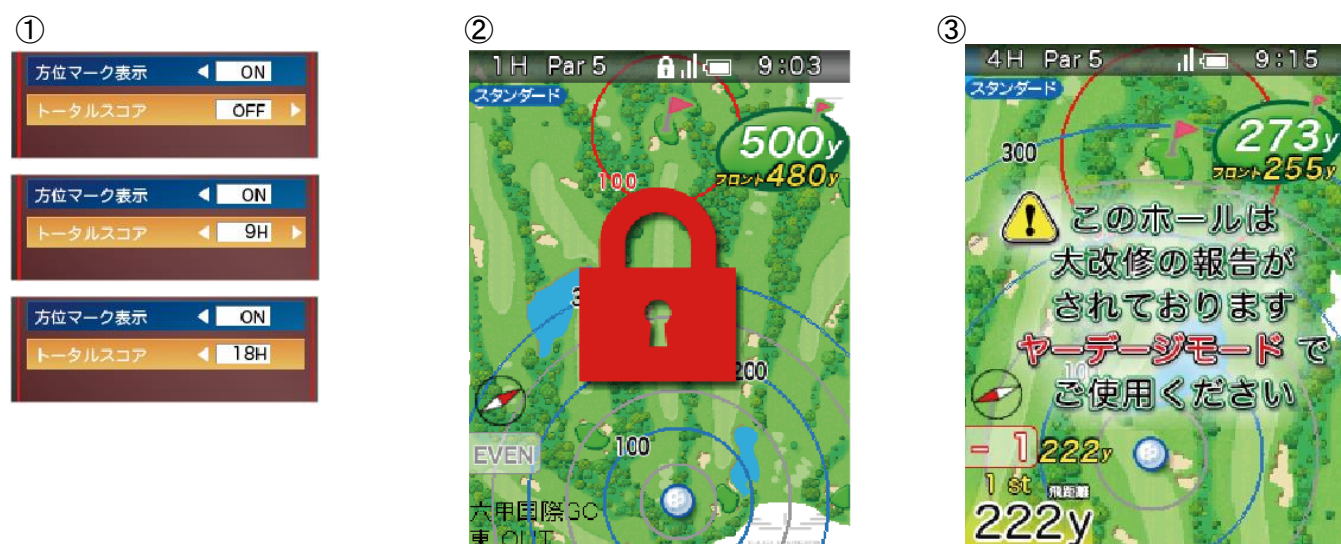 ①
方位マーク表示 ON
トータルスコア OFF
方位マーク表示 ON
トータルスコア 9H
方位マーク表示 ON
トータルスコア 18H
②
1H Par 5 9:03
スタンダード
500y
フロント480y
100
200
100
EVEN
六甲国際GC
東 OUT
③
4H Par 5 9:15
スタンダード
273y
フロント255y
300
このホールは
大改修の報告が
されております
ヤーデージモードで
ご使用ください
100
-1 222y
1st 飛距離
222y